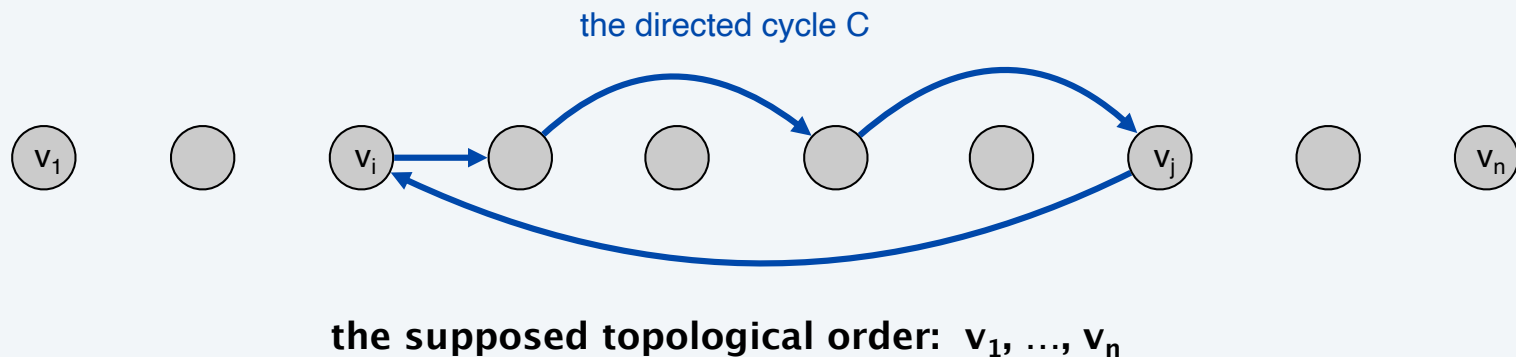 the directed cycle C
v₁ vᵢ vⱼ vₙ
the supposed topological order: v₁, …, vₙ